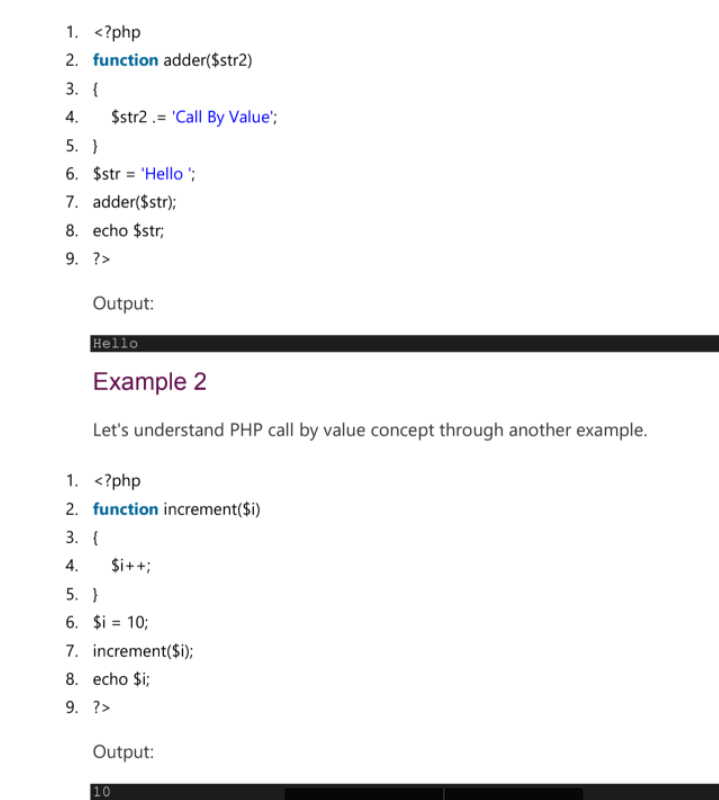 1. <?php
2. function adder($str2)
3. {
4. $str2 .= 'Call By Value';
5. }
6. $str = 'Hello ';
7. adder($str);
8. echo $str;
9. ?>
Output:
Hello
Example 2
Let's understand PHP call by value concept through another example.
1. <?php
2. function increment($i)
3. {
4. $i++;
5. }
6. $i = 10;
7. increment($i);
8. echo $i;
9. ?>
Output:
10